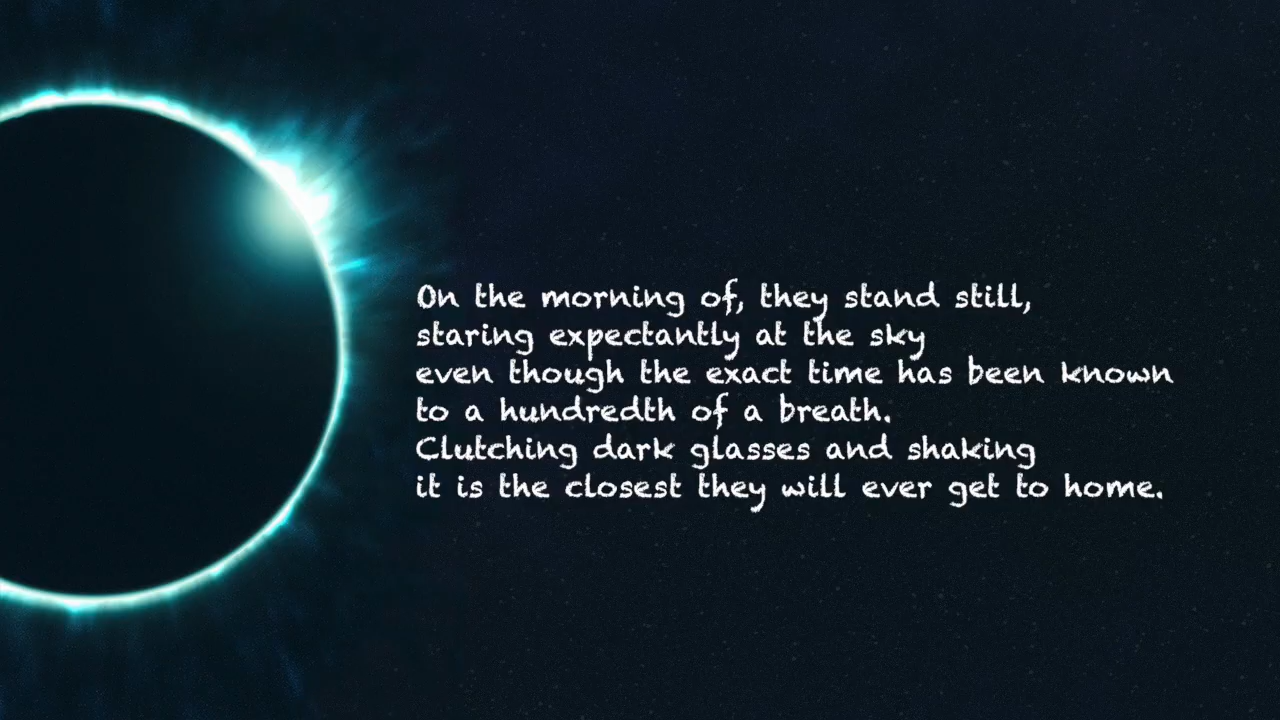 On the morning of, they stand still,
staring expectantly at the sky
even though the exact time has been known
to a hundredth of a breath.
Clutching dark glasses and shaking
it is the closest they will ever get to home.